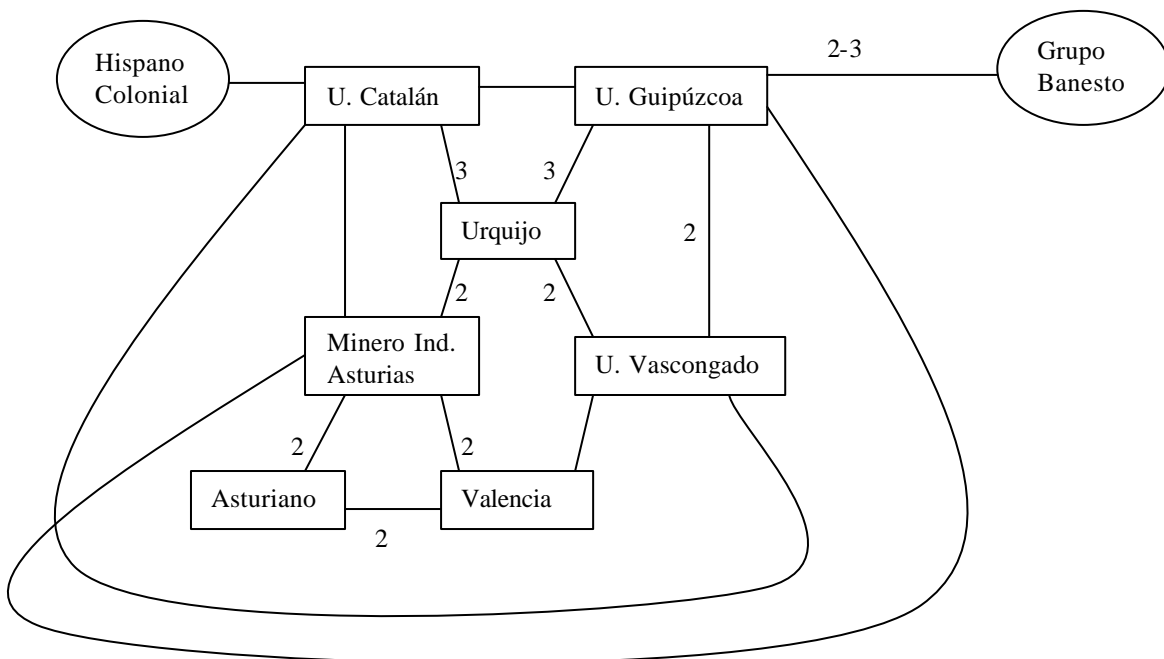 Hispano
Colonial
U. Catalán
U. Guipúzcoa
2-3
Grupo
Banesto
3
3
Urquijo
2
2
2
Minero Ind.
Asturias
U. Vascongado
2
2
Asturiano
Valencia
2